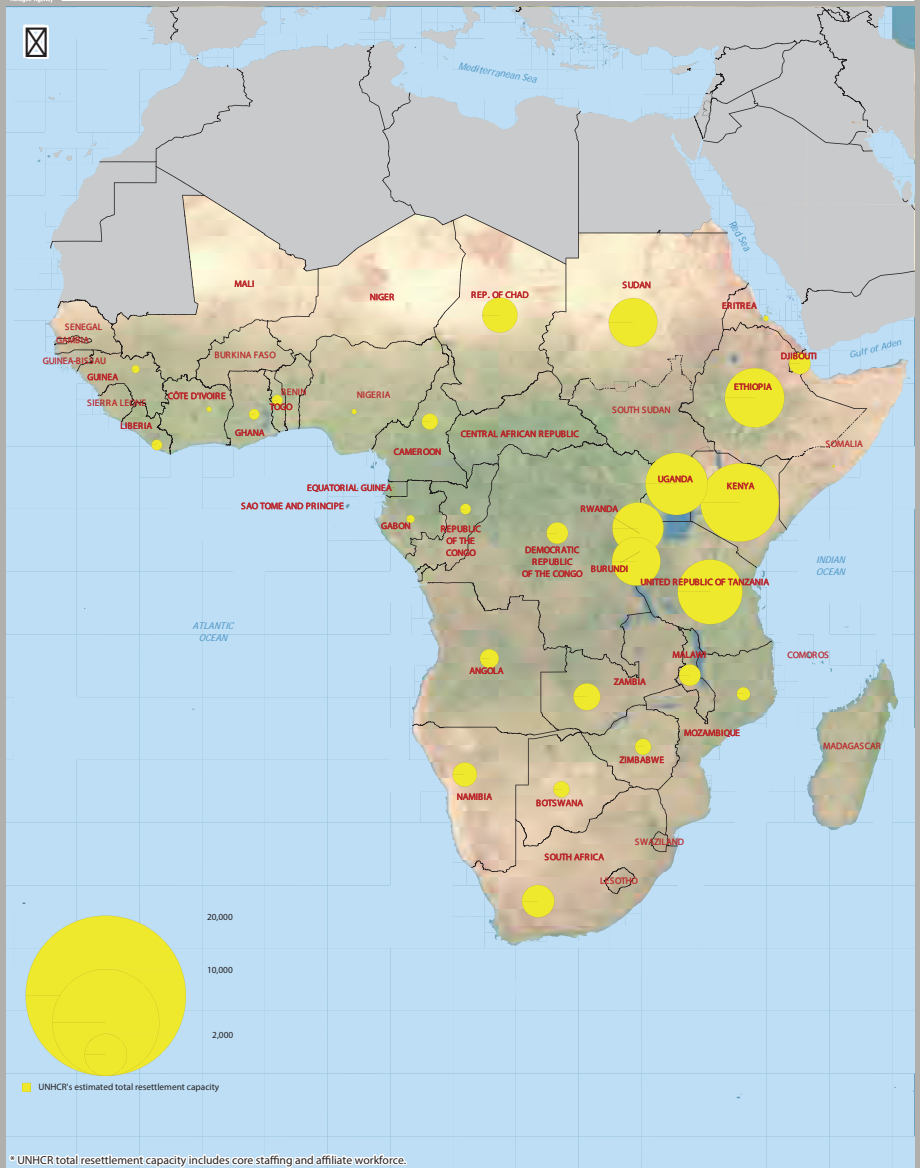 Mediterranean Sea
Red Sea
MALI
NIGER
REP. OF CHAD
SUDAN
ERITREA
SENEGAL
GAMBIA
GUINEA-BISSAU
GUINEA
BURKINA FASO
DJIBOUTI
Gulf of Aden
ETHIOPIA
SIERRA LEONE
CÔTE D'IVOIRE
BENIN
TOGO
NIGERIA
SOUTH SUDAN
LIBERIA
GHANA
CENTRAL AFRICAN REPUBLIC
SOMALIA
CAMEROON
UGANDA
KENYA
EQUATORIAL GUINEA
SAO TOME AND PRINCIPE
RWANDA
GABON
REPUBLIC
OF THE
CONGO
DEMOCRATIC
REPUBLIC
OF THE CONGO
BURUNDI
UNITED REPUBLIC OF TANZANIA
INDIAN
OCEAN
ATLANTIC
OCEAN
MALAWI
COMOROS
ANGOLA
ZAMBIA
MOZAMBIQUE
MADAGASCAR
ZIMBABWE
NAMIBIA
BOTSWANA
SWAZILAND
SOUTH AFRICA
LESOTHO
20,000
10,000
2,000
UNHCR's estimated total resettlement capacity
* UNHCR total resettlement capacity includes core staffing and affiliate workforce.